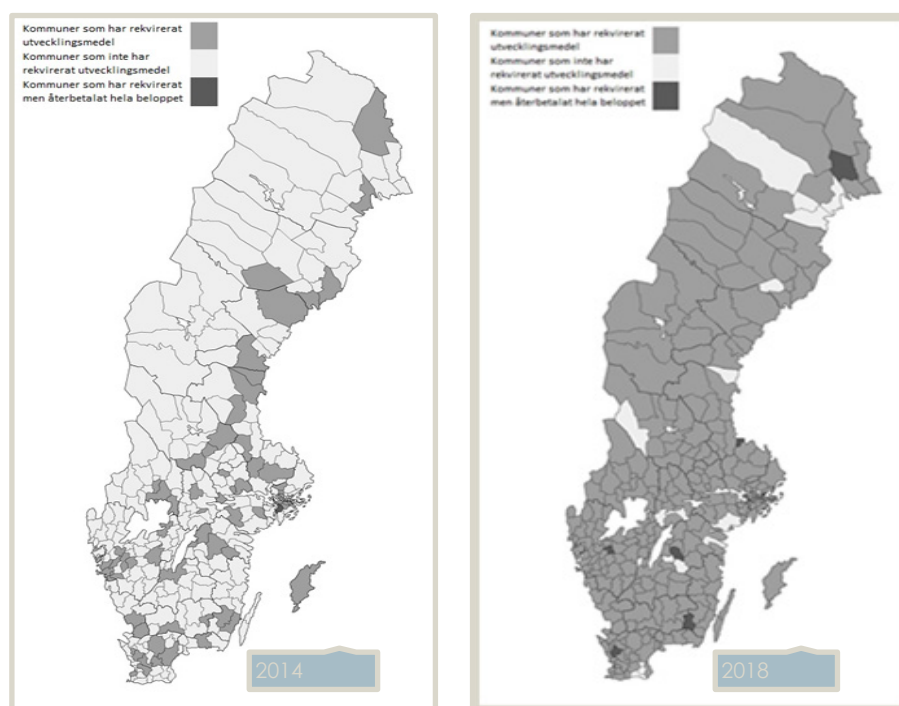 Kommuner som har rekvirerat
utvecklingsmedel
Kommuner som inte har
rekvirerat utvecklingsmedel
Kommuner som har rekvirerat
men återbetalat hela beloppet
2014
Kommuner som har rekvirerat
utvecklingsmedel
Kommuner som inte har
rekvirerat utvecklingsmedel
Kommuner som har rekvirerat
men återbetalat hela beloppet
2018